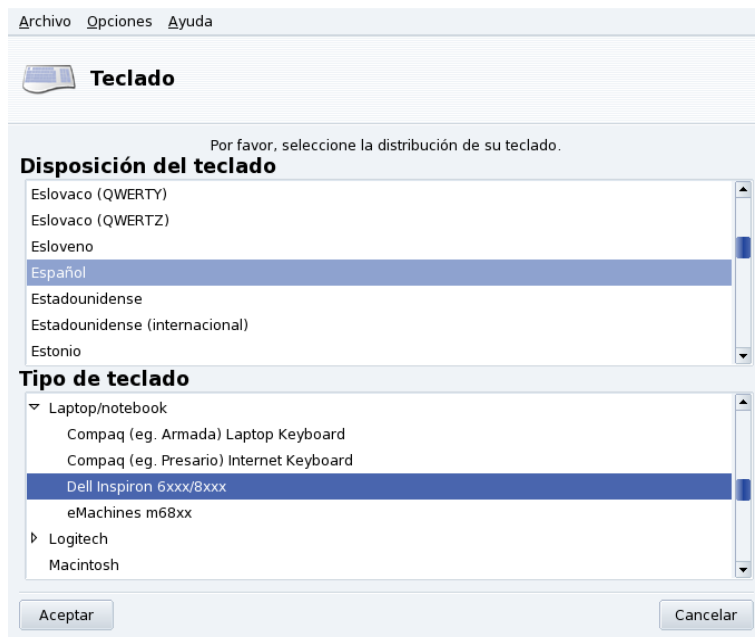 Archivo Opciones Ayuda
Teclado
Por favor, seleccione la distribución de su teclado.
Disposición del teclado
Eslovaco (QWERTY)
Eslovaco (QWERTZ)
Esloveno
Español
Estadounidense
Estadounidense (internacional)
Estonio
Tipo de teclado
Laptop/notebook
Compaq (eg. Armada) Laptop Keyboard
Compaq (eg. Presario) Internet Keyboard
Dell Inspiron 6xxx/8xxx
eMachines m68xx
Logitech
Macintosh
Aceptar Cancelar